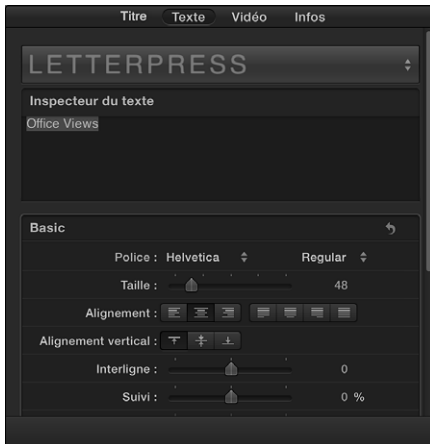 Titre Texte Vidéo Infos
LETTERPRESS
Inspecteur du texte
Office Views
Basic
Police : Helvetica Regular
Taille : 48
Alignement :
Alignement vertical :
Interligne : 0
Suivi : 0 %